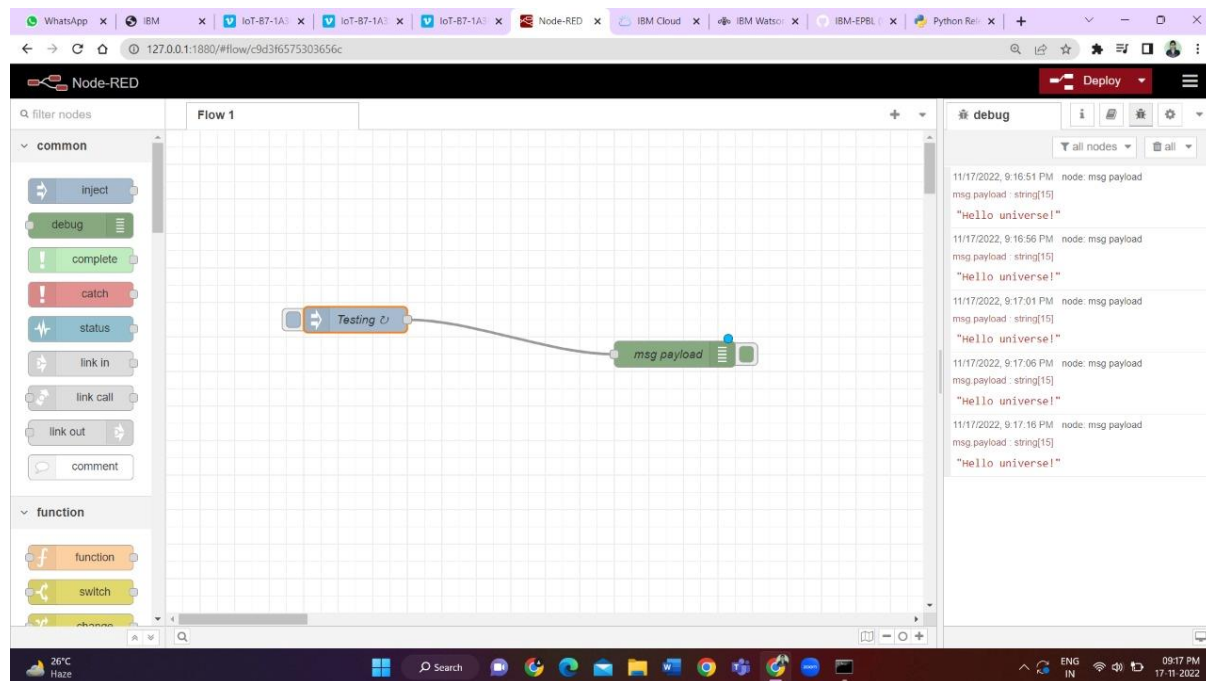 WhatsApp
IBM
IoT-B7-1A3
IoT-B7-1A3
IoT-B7-1A3
Node-RED
IBM Cloud
IBM Watson
IBM-EPBL
Python Rel
127.0.0.1:1880/#flow/c9d3f6575303656c
Node-RED
Deploy
filter nodes
Flow 1
debug
i
common
all nodes
all
inject
debug
complete
catch
status
link in
link call
link out
comment
function
function
switch
change
Testing ↻
msg payload
11/17/2022, 9:16:51 PM node: msg payload
msg.payload : string[15]
"Hello universe!"
11/17/2022, 9:16:56 PM node: msg payload
msg.payload : string[15]
"Hello universe!"
11/17/2022, 9:17:01 PM node: msg payload
msg.payload : string[15]
"Hello universe!"
11/17/2022, 9:17:06 PM node: msg payload
msg.payload : string[15]
"Hello universe!"
11/17/2022, 9:17:16 PM node: msg payload
msg.payload : string[15]
"Hello universe!"
26°C
Haze
Search
zoom
ENG
IN
09:17 PM
17-11-2022